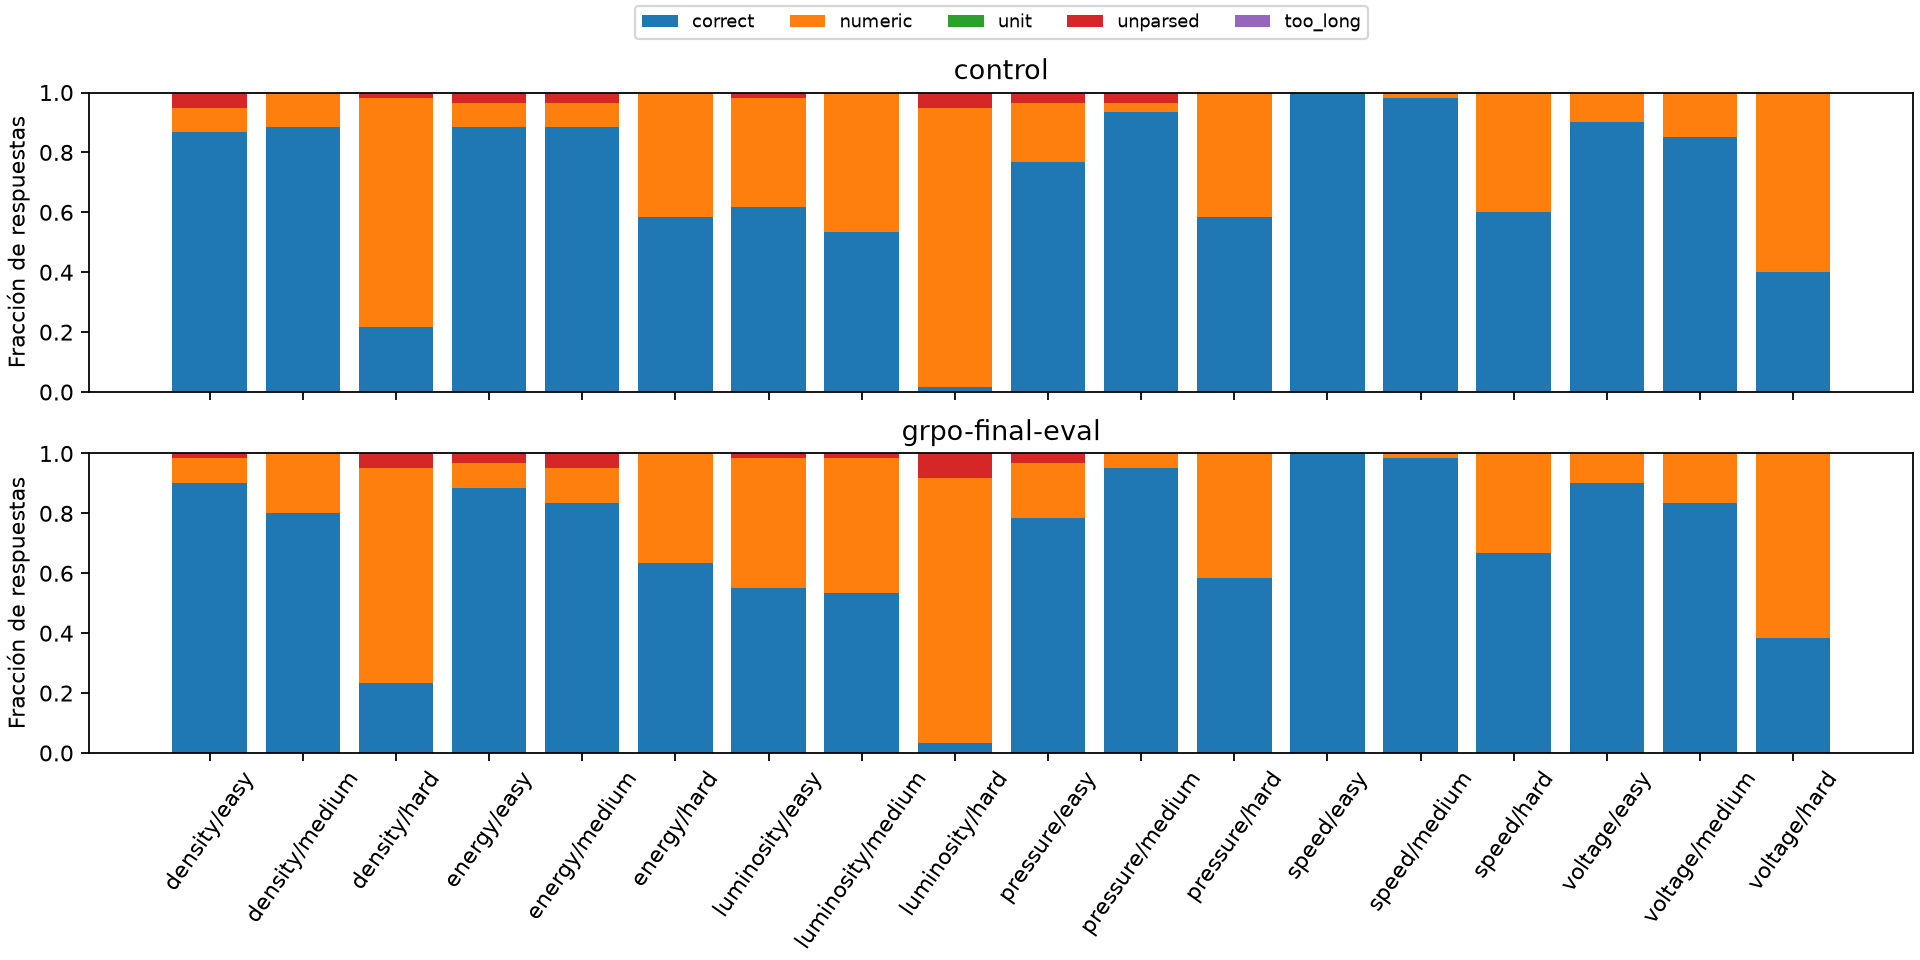 correct numeric unit unparsed too_long
control
Fracción de respuestas
1.0
0.8
0.6
0.4
0.2
0.0
grpo-final-eval
Fracción de respuestas
1.0
0.8
0.6
0.4
0.2
0.0
density/easy
density/medium
density/hard
energy/easy
energy/medium
energy/hard
luminosity/easy
luminosity/medium
luminosity/hard
pressure/easy
pressure/medium
pressure/hard
speed/easy
speed/medium
speed/hard
voltage/easy
voltage/medium
voltage/hard